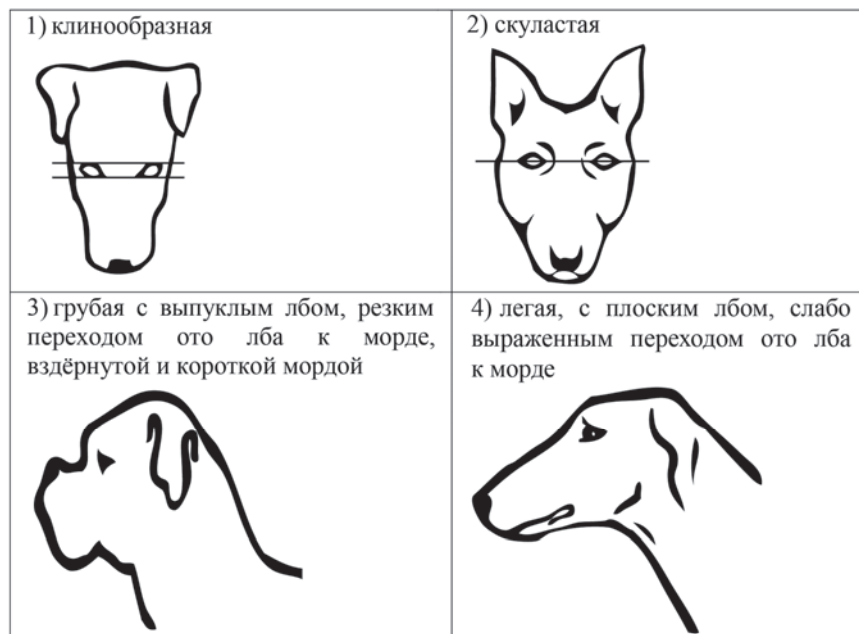 1) клинообразная
2) скуластая
3) грубая с выпуклым лбом, резким
переходом ото лба к морде,
вздёрнутой и короткой мордой
4) легая, с плоским лбом, слабо
выраженным переходом ото лба
к морде